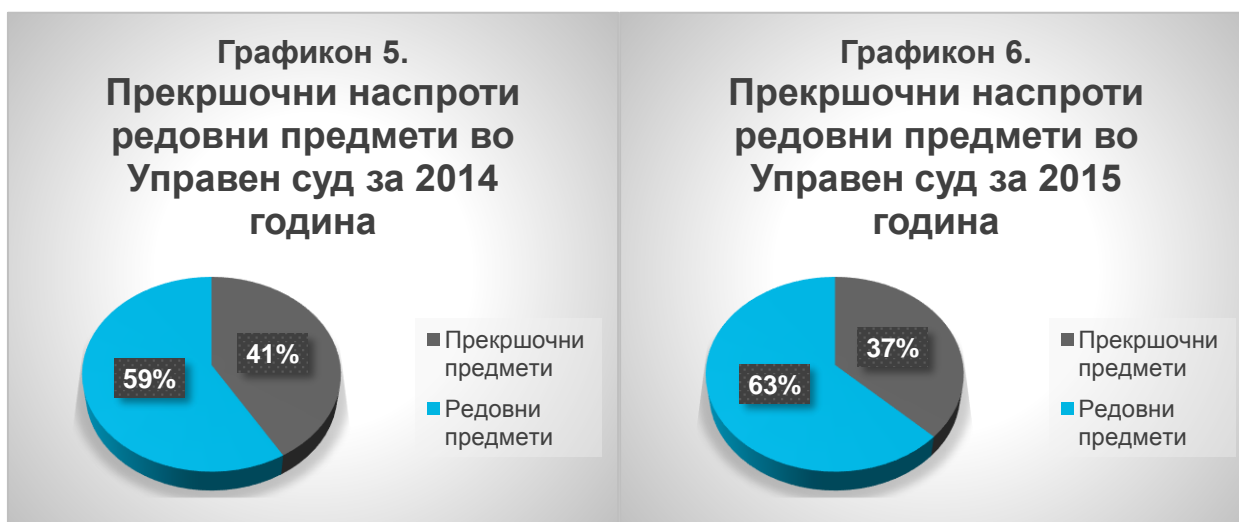 Графикон 5.
Прекршочни наспроти
редовни предмети во
Управен суд за 2014
година
41%
59%
Прекршочни
предмети
Редовни
предмети
Графикон 6.
Прекршочни наспроти
редовни предмети во
Управен суд за 2015
година
37%
63%
Прекршочни
предмети
Редовни
предмети